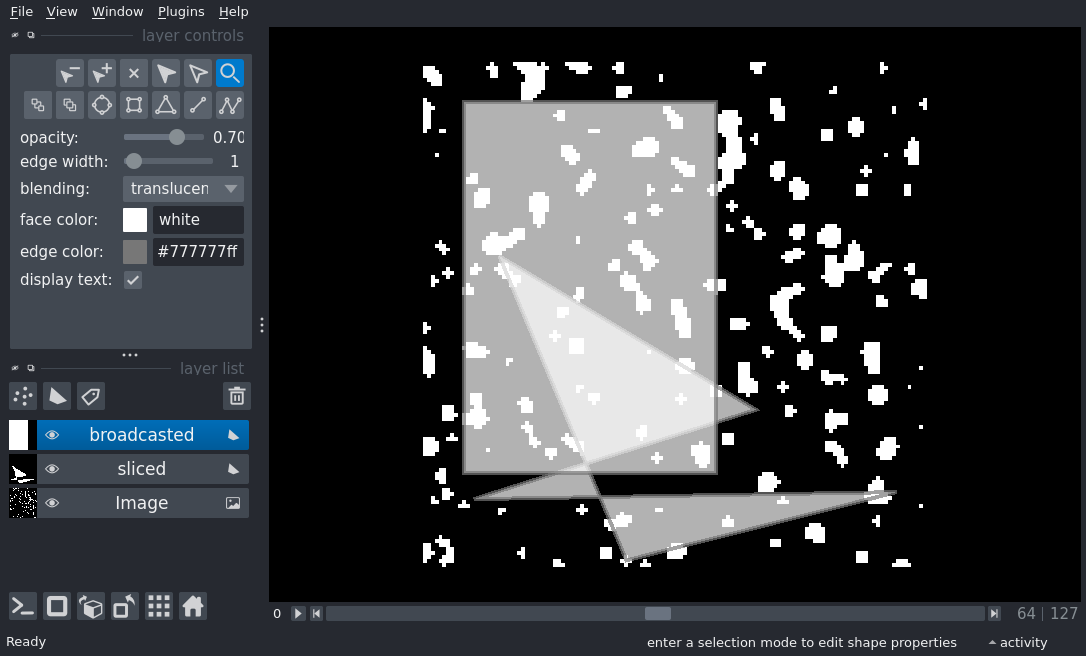 File View Window Plugins Help
layer controls
opacity: 0.70
edge width: 1
blending: translucen
face color: white
edge color: #777777ff
display text:
layer list
broadcasted
sliced
Image
0 64 | 127
Ready enter a selection mode to edit shape properties activity